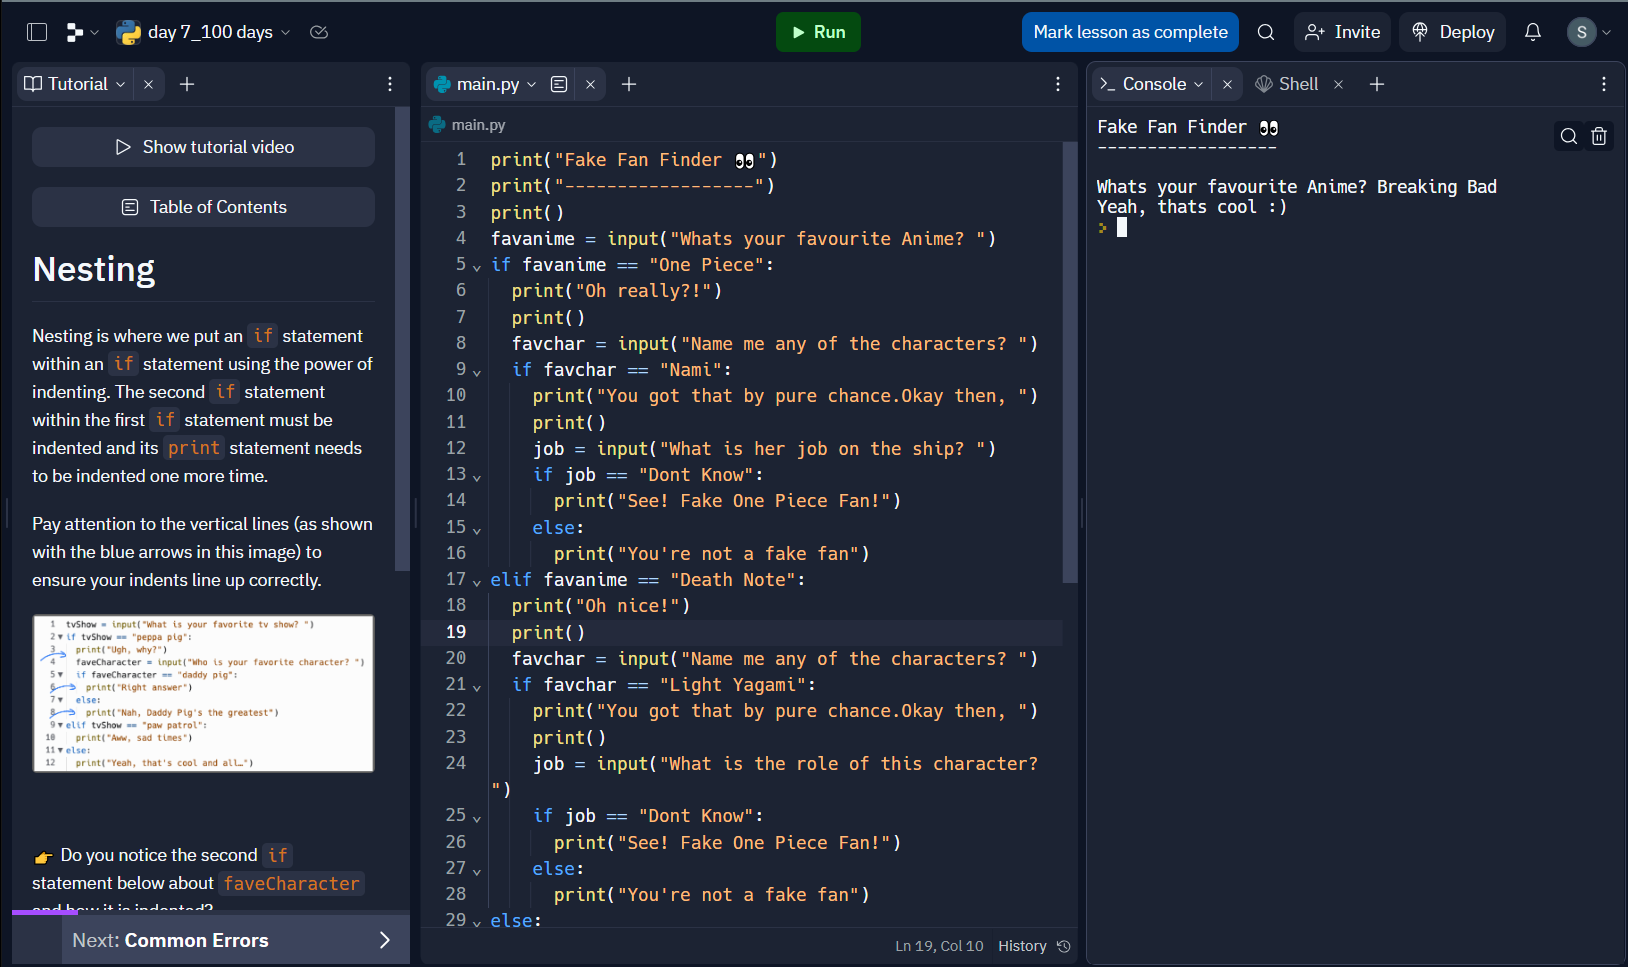 day 7_100 days
Run
Mark lesson as complete
Invite
Deploy
S
Tutorial
Show tutorial video
Table of Contents
Nesting
Nesting is where we put an if statement
within an if statement using the power of
indenting. The second if statement
within the first if statement must be
indented and its print statement needs
to be indented one more time.
Pay attention to the vertical lines (as shown
with the blue arrows in this image) to
ensure your indents line up correctly.
1 tvShow = input("What is your favorite tv show? ")
2 if tvShow == "peppa pig":
3 print("Ugh, why?")
4 faveCharacter = input("Who is your favorite character? ")
5 if faveCharacter == "daddy pig":
6 print("Right answer")
7 else:
8 print("Nah, Daddy Pig's the greatest")
9 elif tvShow == "paw patrol":
10 print("Aww, sad times")
11 else:
12 print("Yeah, that's cool and all…")
👉 Do you notice the second if
statement below about faveCharacter
and how it is indented?
Next: Common Errors
main.py
main.py
1 print("Fake Fan Finder 👀")
2 print("------------------")
3 print()
4 favanime = input("Whats your favourite Anime? ")
5 if favanime == "One Piece":
6 print("Oh really?!")
7 print()
8 favchar = input("Name me any of the characters? ")
9 if favchar == "Nami":
10 print("You got that by pure chance.Okay then, ")
11 print()
12 job = input("What is her job on the ship? ")
13 if job == "Dont Know":
14 print("See! Fake One Piece Fan!")
15 else:
16 print("You're not a fake fan")
17 elif favanime == "Death Note":
18 print("Oh nice!")
19 print()
20 favchar = input("Name me any of the characters? ")
21 if favchar == "Light Yagami":
22 print("You got that by pure chance.Okay then, ")
23 print()
24 job = input("What is the role of this character?
")
25 if job == "Dont Know":
26 print("See! Fake One Piece Fan!")
27 else:
28 print("You're not a fake fan")
29 else:
Ln 19, Col 10 History
Console
Shell
Fake Fan Finder 👀
------------------
Whats your favourite Anime? Breaking Bad
Yeah, thats cool :)